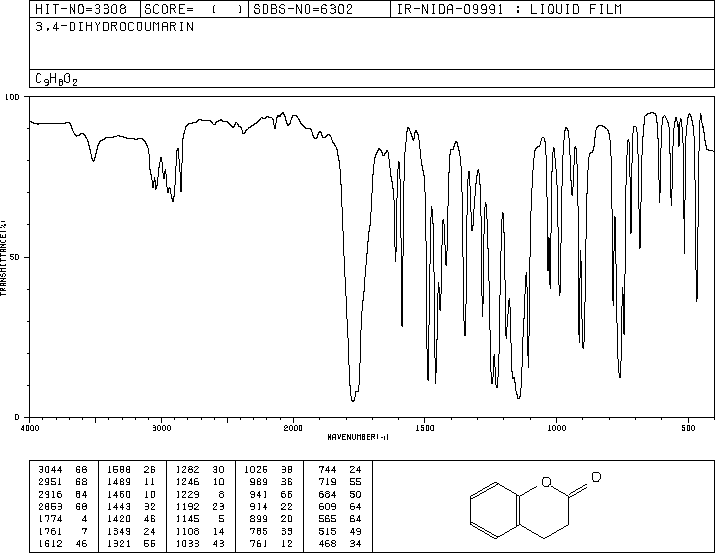 HIT-NO=3308 SCORE= ( ) SDBS-NO=6302 IR-NIDA-09991 : LIQUID FILM
3,4-DIHYDROCOUMARIN
C9H8O2
100
50
0
TRANSMITTANCE(%)
4000 3000 2000 1500 1000 500
WAVENUMBER(-1)
3044 68 1588 26 1282 30 1026 38 744 24
2951 68 1489 11 1246 10 989 36 719 55
2916 84 1460 10 1229 8 941 66 684 50
2853 60 1443 32 1192 23 914 22 609 64
1774 4 1420 46 1145 5 899 20 565 64
1761 7 1349 24 1108 14 785 33 515 49
1612 46 1321 56 1033 43 761 12 468 34
O O